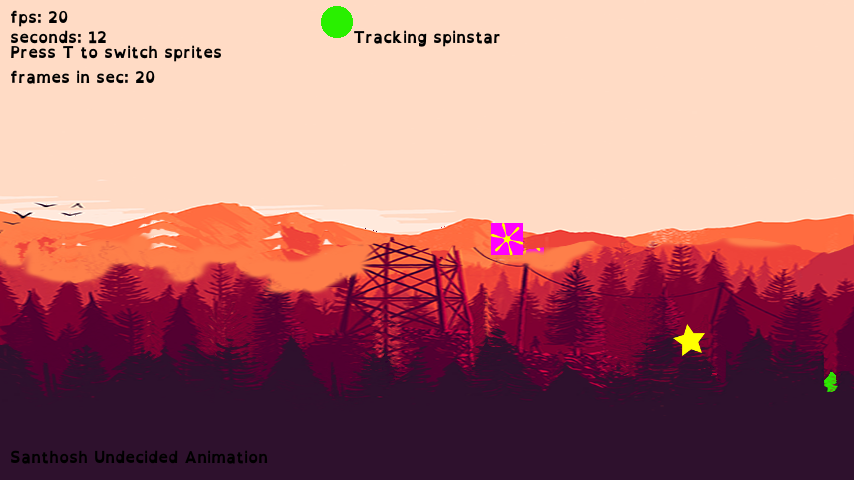 fps: 20
seconds: 12
Tracking spinstar
Press T to switch sprites
frames in sec: 20
Santhosh Undecided Animation